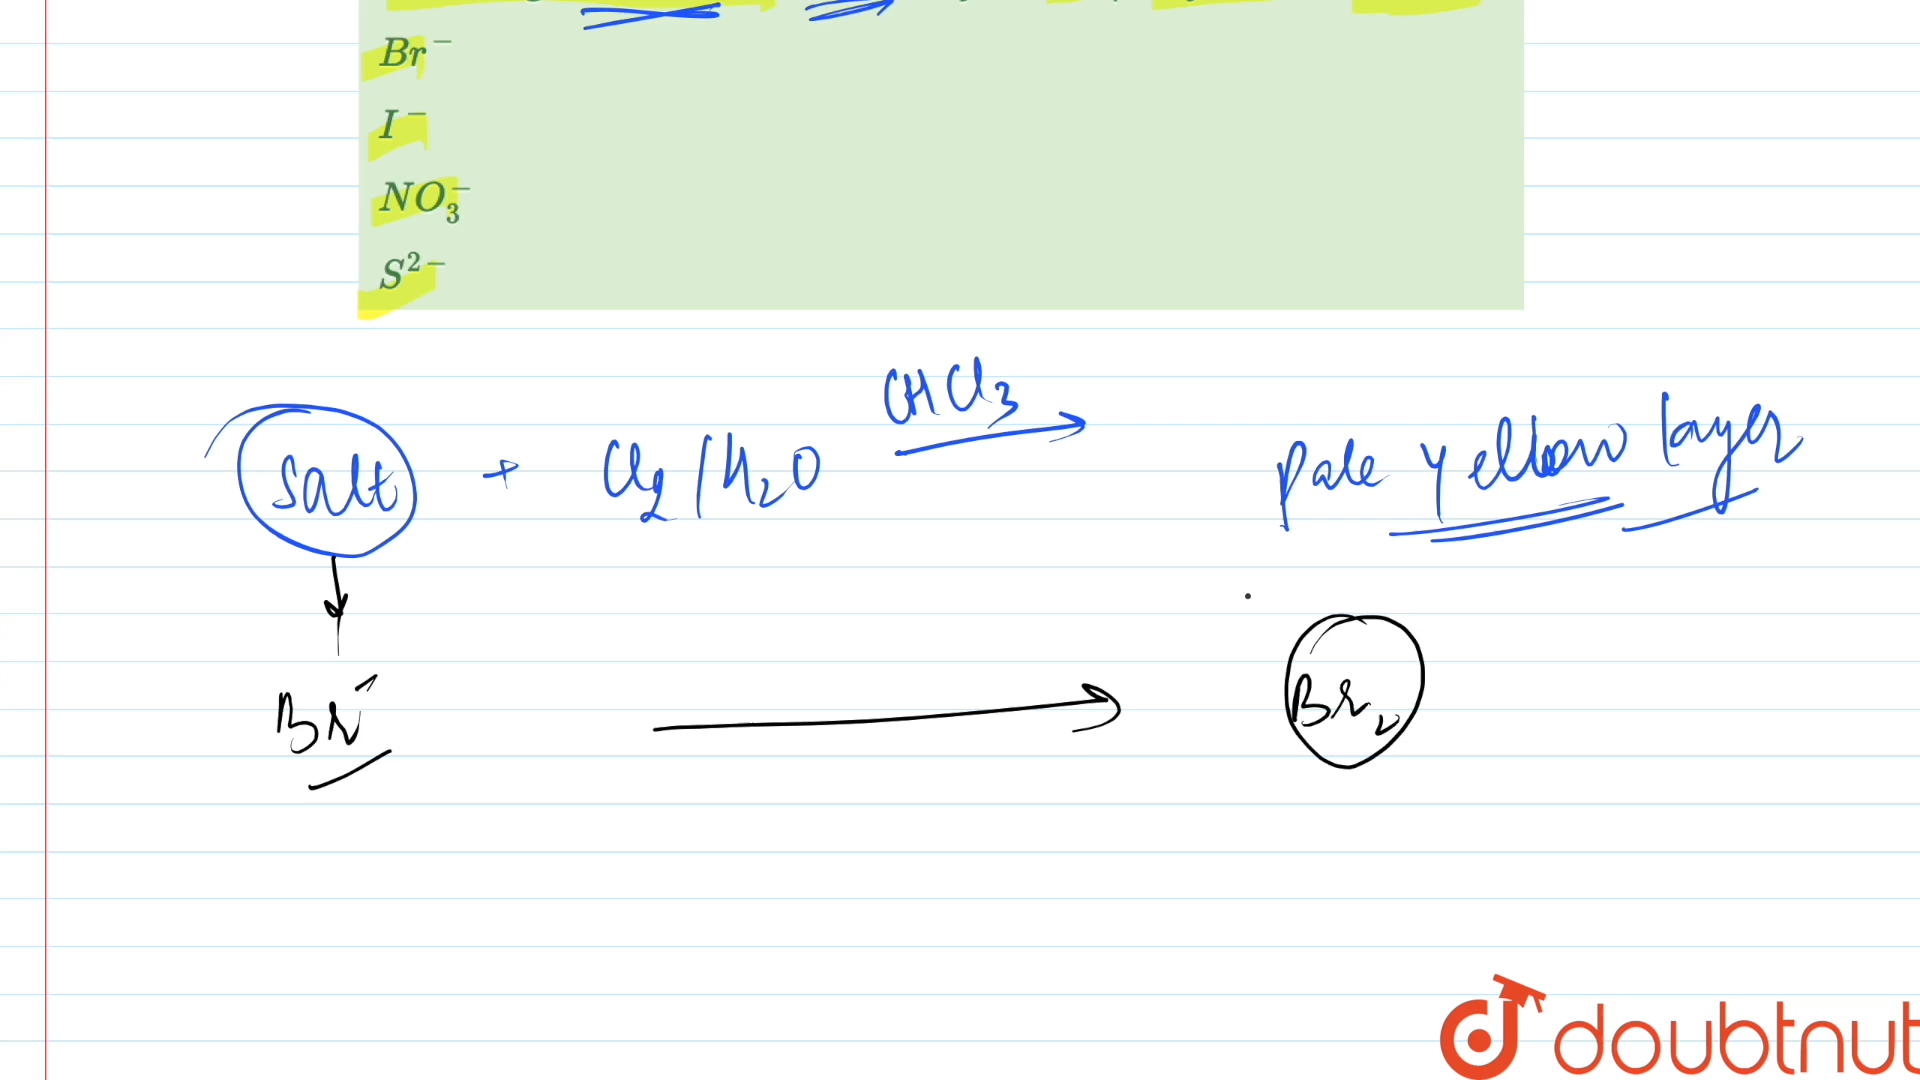 Br⁻
I⁻
NO₃⁻
S²⁻
CHCl₃
Salt + Cl₂/H₂O pale yellow layer
Br⁻ Br₂
doubtnut